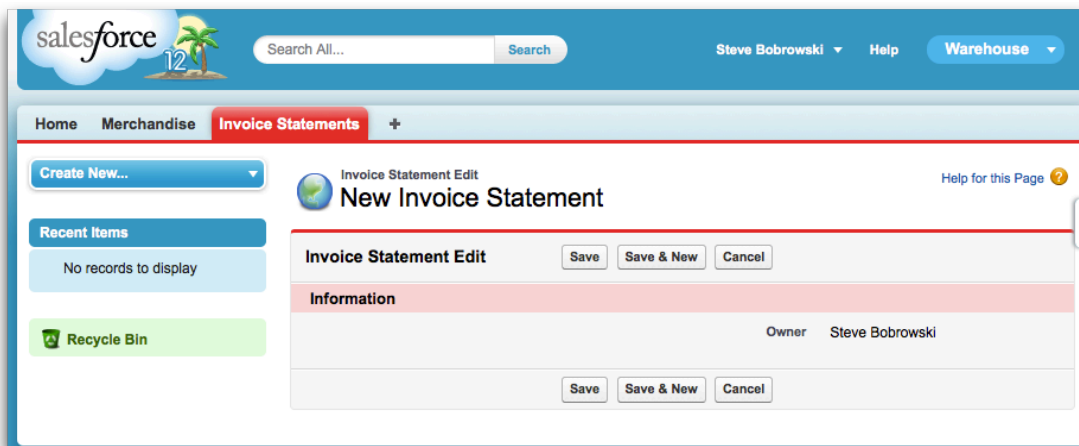 salesforce
12
Search All... Search Steve Bobrowski Help Warehouse
Home Merchandise Invoice Statements +
Create New...
Invoice Statement Edit
New Invoice Statement
Help for this Page ?
Recent Items
No records to display
Invoice Statement Edit Save Save & New Cancel
Information
Owner Steve Bobrowski
Recycle Bin
Save Save & New Cancel